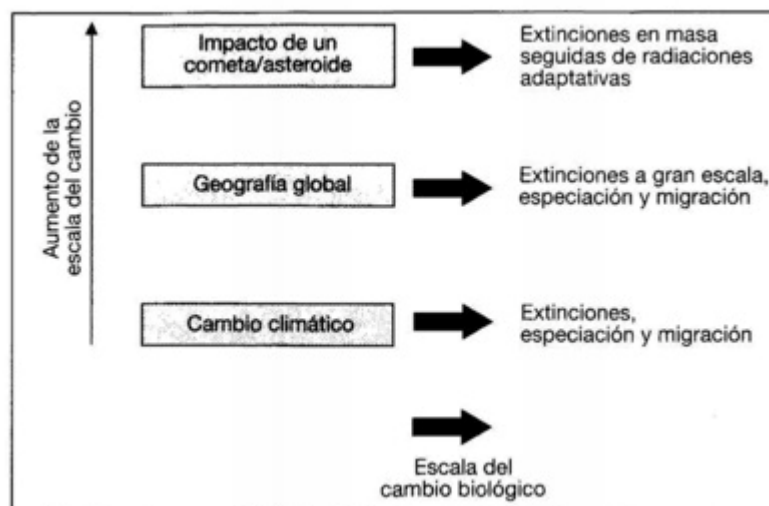 Impacto de un
cometa/asteroide
Extinciones en masa
seguidas de radiaciones
adaptativas
Aumento de la
escala del cambio
Geografía global
Extinciones a gran escala,
especiación y migración
Cambio climático
Extinciones,
especiación y migración
Escala del
cambio biológico